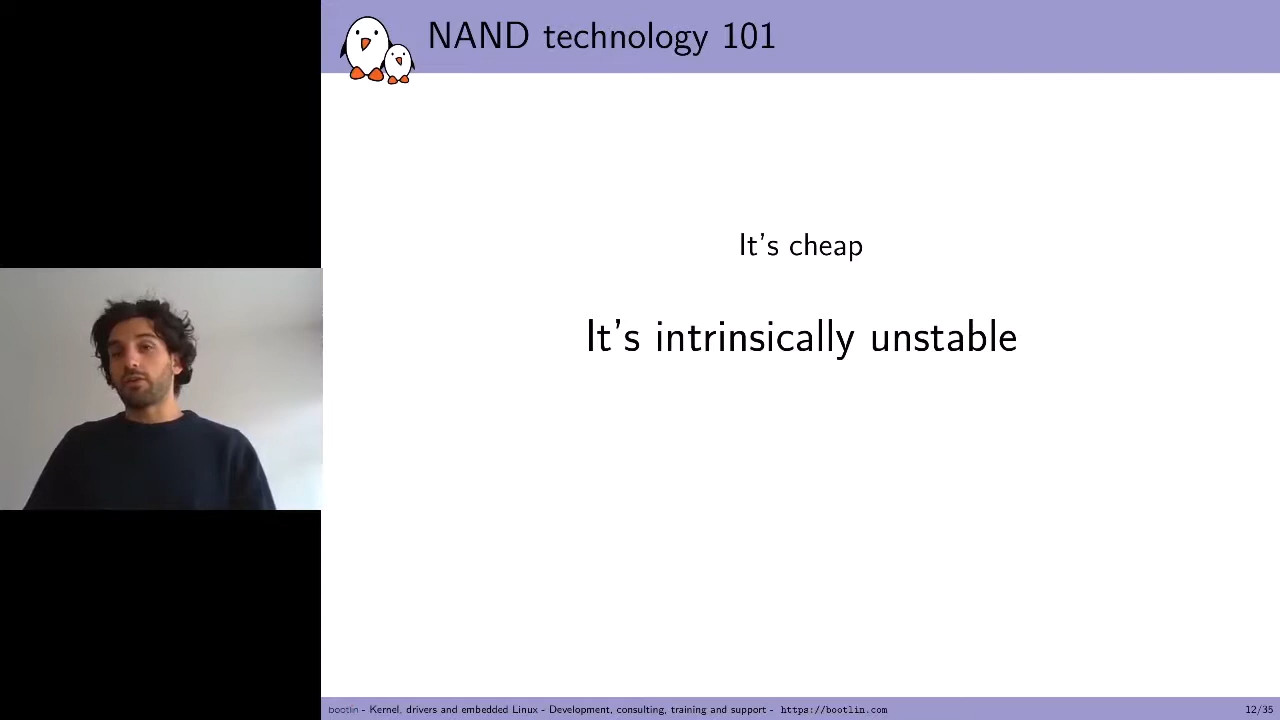 NAND technology 101
It's cheap
It's intrinsically unstable
bootlin - Kernel, drivers and embedded Linux - Development, consulting, training and support - https://bootlin.com 12/35